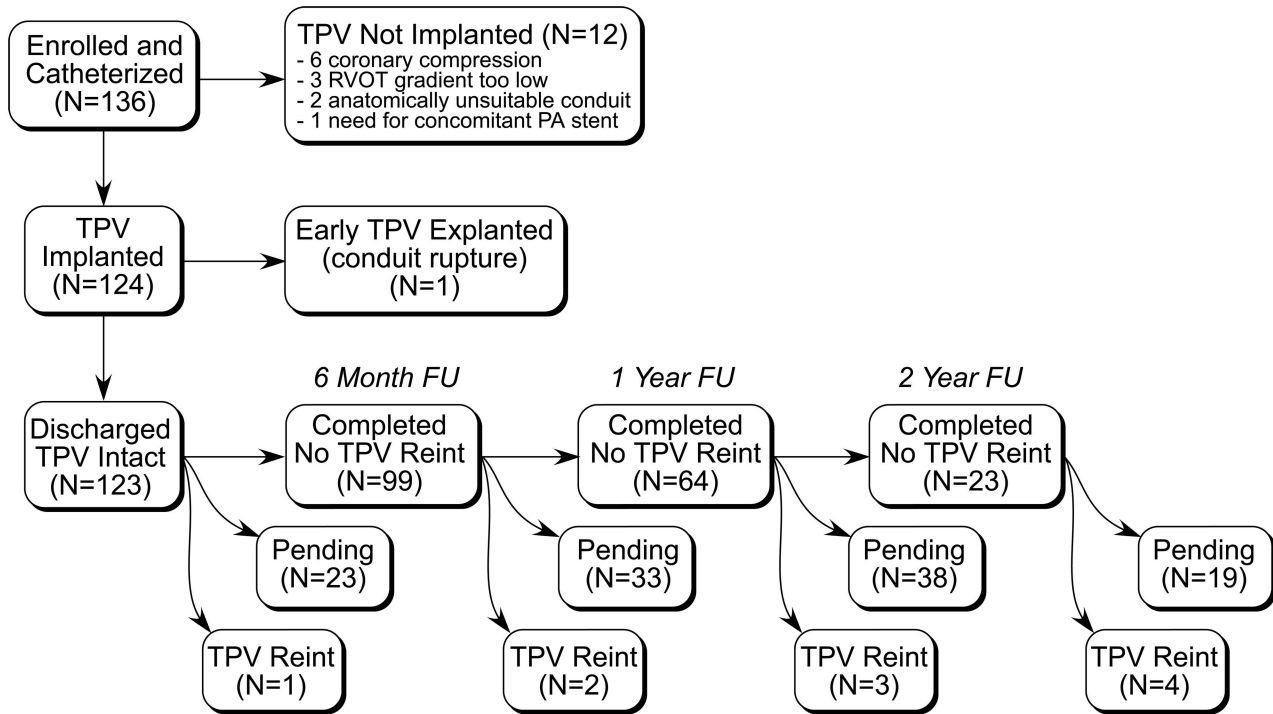 Enrolled and
Catheterized
(N=136)
TPV Not Implanted (N=12)
- 6 coronary compression
- 3 RVOT gradient too low
- 2 anatomically unsuitable conduit
- 1 need for concomitant PA stent
TPV
Implanted
(N=124)
Early TPV Explanted
(conduit rupture)
(N=1)
6 Month FU
1 Year FU
2 Year FU
Discharged
TPV Intact
(N=123)
Completed
No TPV Reint
(N=99)
Completed
No TPV Reint
(N=64)
Completed
No TPV Reint
(N=23)
Pending
(N=23)
Pending
(N=33)
Pending
(N=38)
Pending
(N=19)
TPV Reint
(N=1)
TPV Reint
(N=2)
TPV Reint
(N=3)
TPV Reint
(N=4)